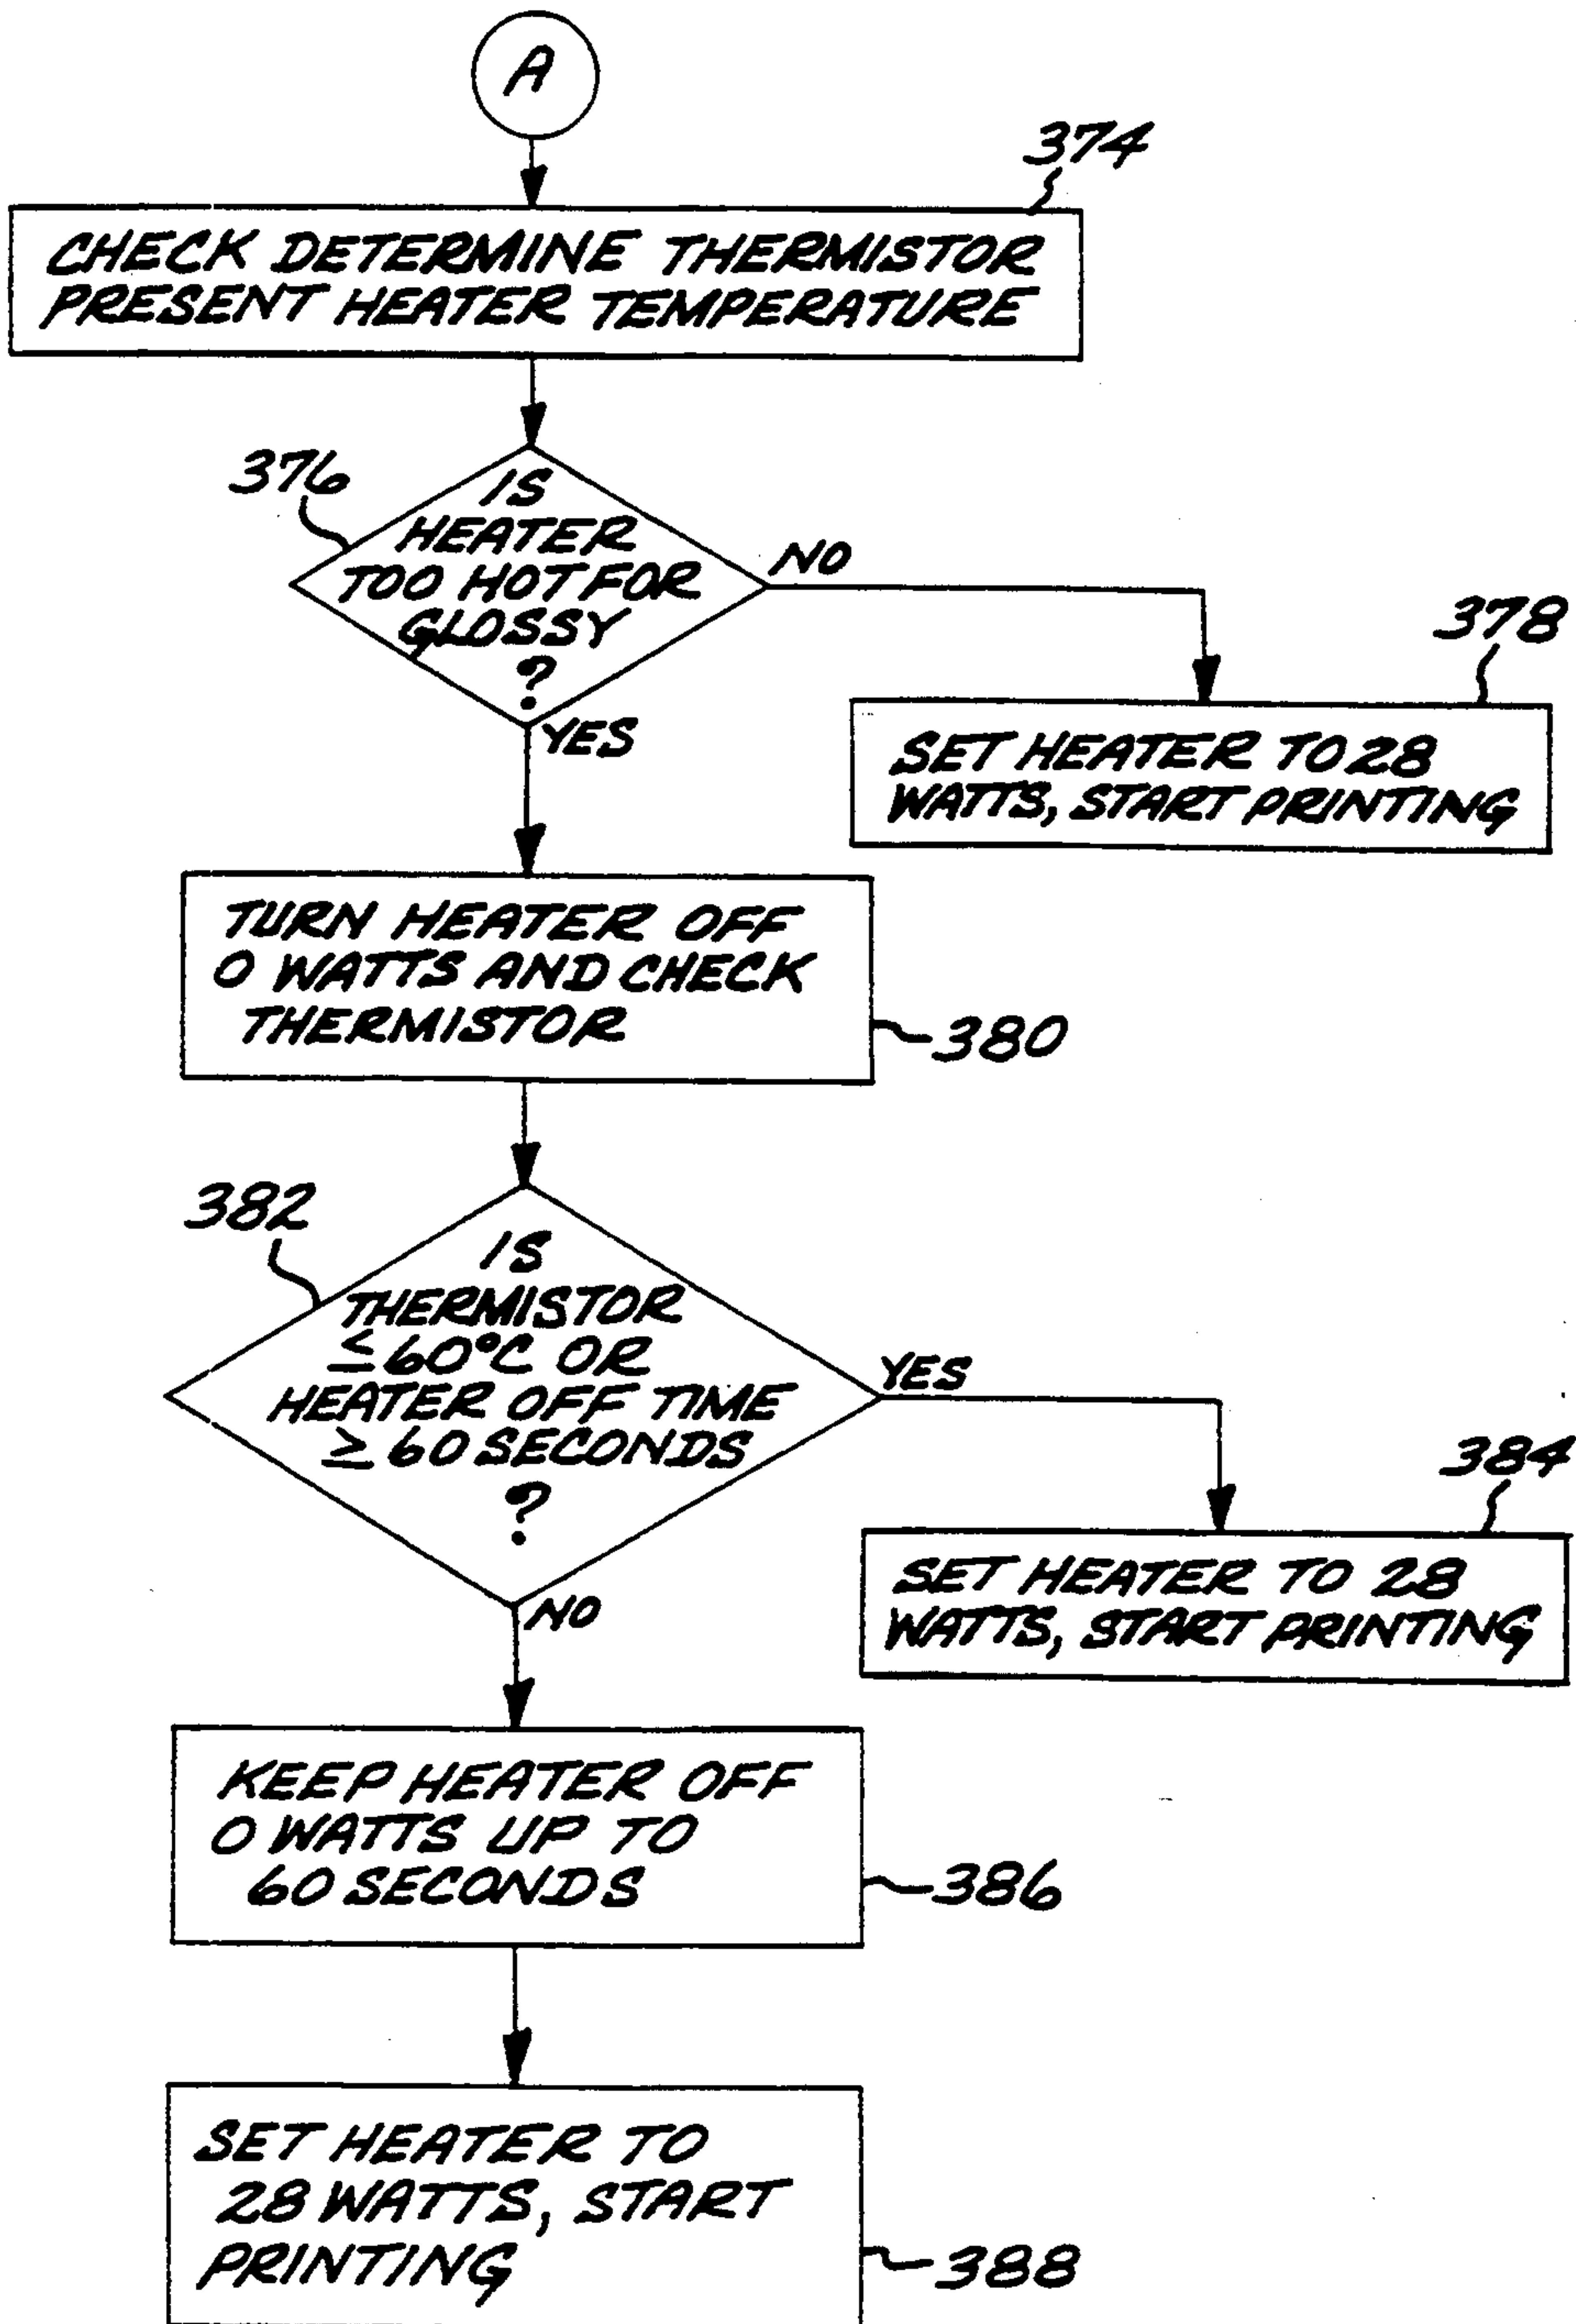 A
374
CHECK DETERMINE THERMISTOR
PRESENT HEATER TEMPERATURE
376
IS
HEATER
TOO HOT FOR
GLOSSY
?
NO
YES
378
SET HEATER TO 28
WATTS, START PRINTING
TURN HEATER OFF
0 WATTS AND CHECK
THERMISTOR
380
382
IS
THERMISTOR
≤ 60°C OR
HEATER OFF TIME
≥ 60 SECONDS
?
YES
NO
384
SET HEATER TO 28
WATTS, START PRINTING
KEEP HEATER OFF
0 WATTS UP TO
60 SECONDS
386
SET HEATER TO
28 WATTS, START
PRINTING
388